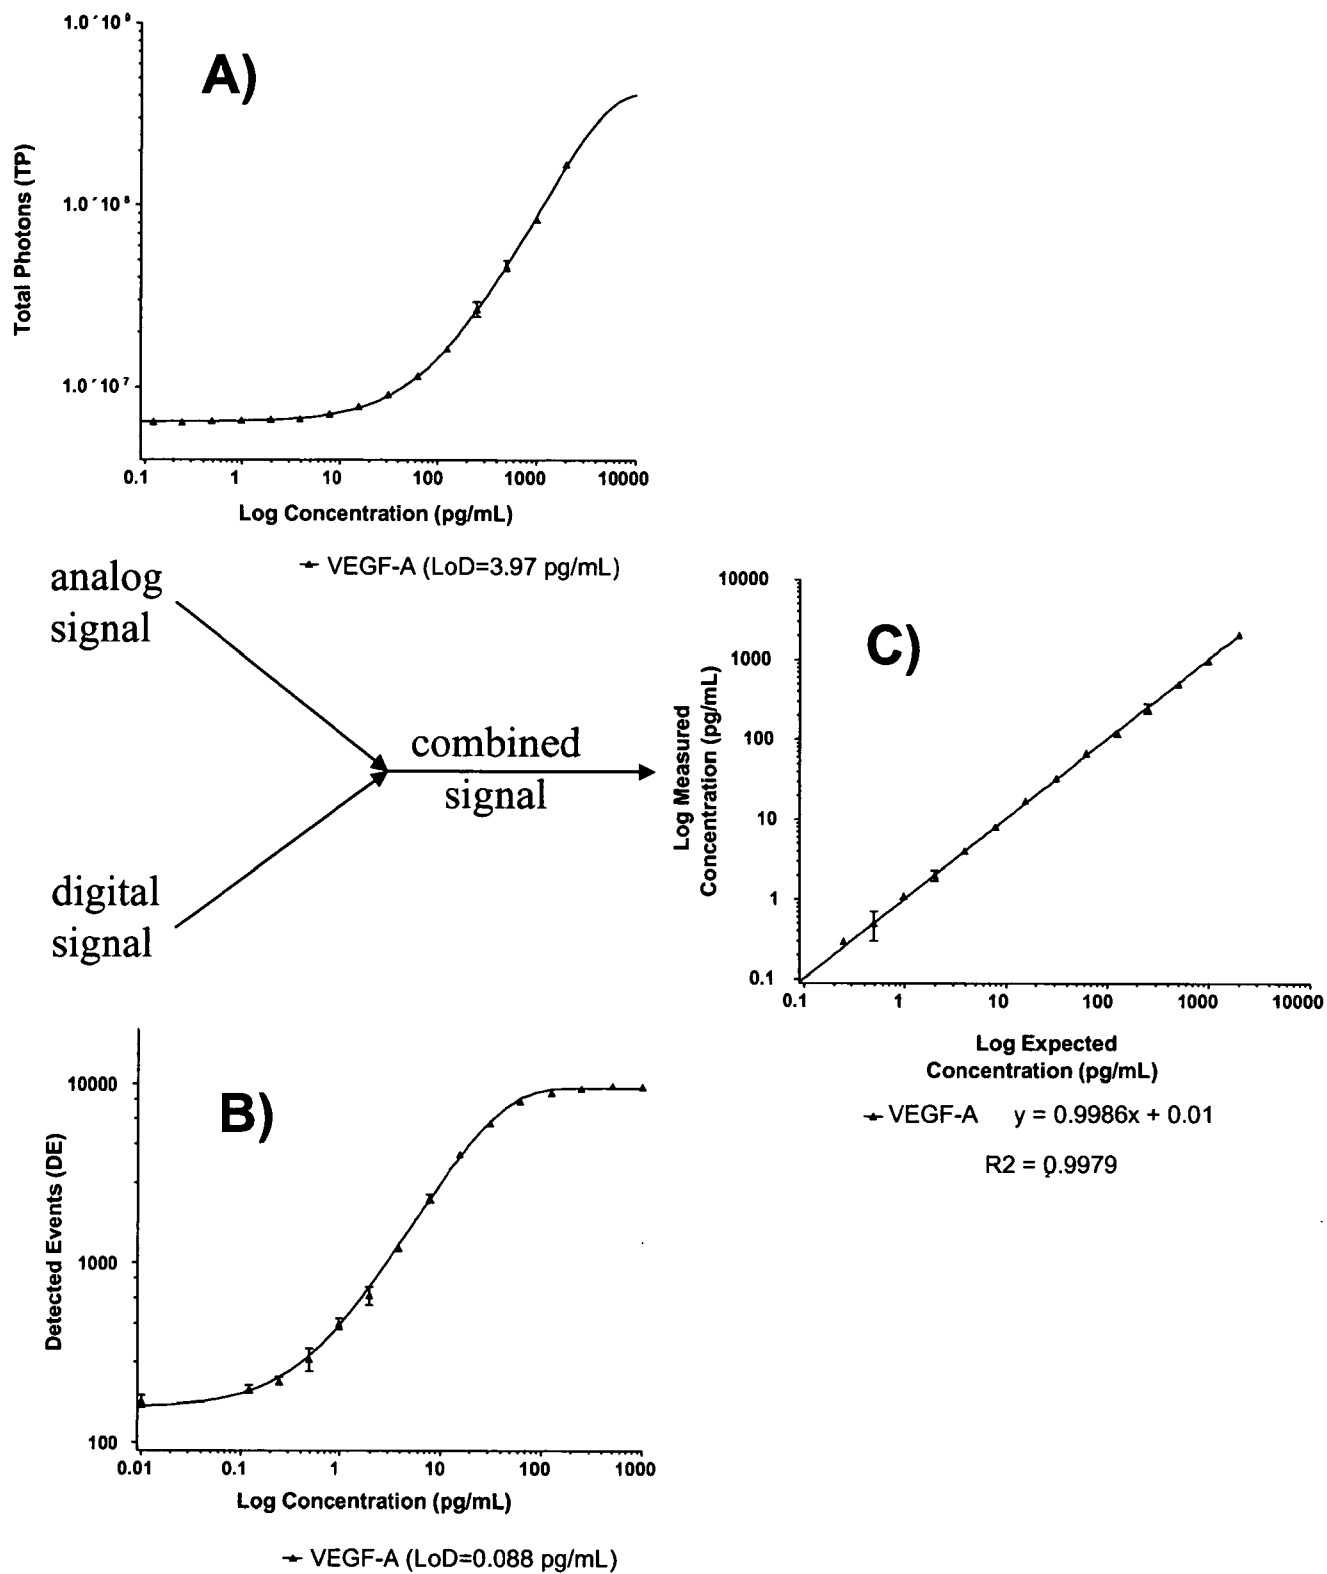 1.0´10⁹
A)
1.0´10⁸
1.0´10⁷
Total Photons (TP)
0.1 1 10 100 1000 10000
Log Concentration (pg/mL)
VEGF-A (LoD=3.97 pg/mL)
analog
signal
combined
signal
digital
signal
10000
C)
1000
100
10
1
0.1
Log Measured
Concentration (pg/mL)
0.1 1 10 100 1000 10000
Log Expected
Concentration (pg/mL)
VEGF-A y = 0.9986x + 0.01
R2 = 0.9979
10000
B)
1000
100
Detected Events (DE)
0.01 0.1 1 10 100 1000
Log Concentration (pg/mL)
VEGF-A (LoD=0.088 pg/mL)